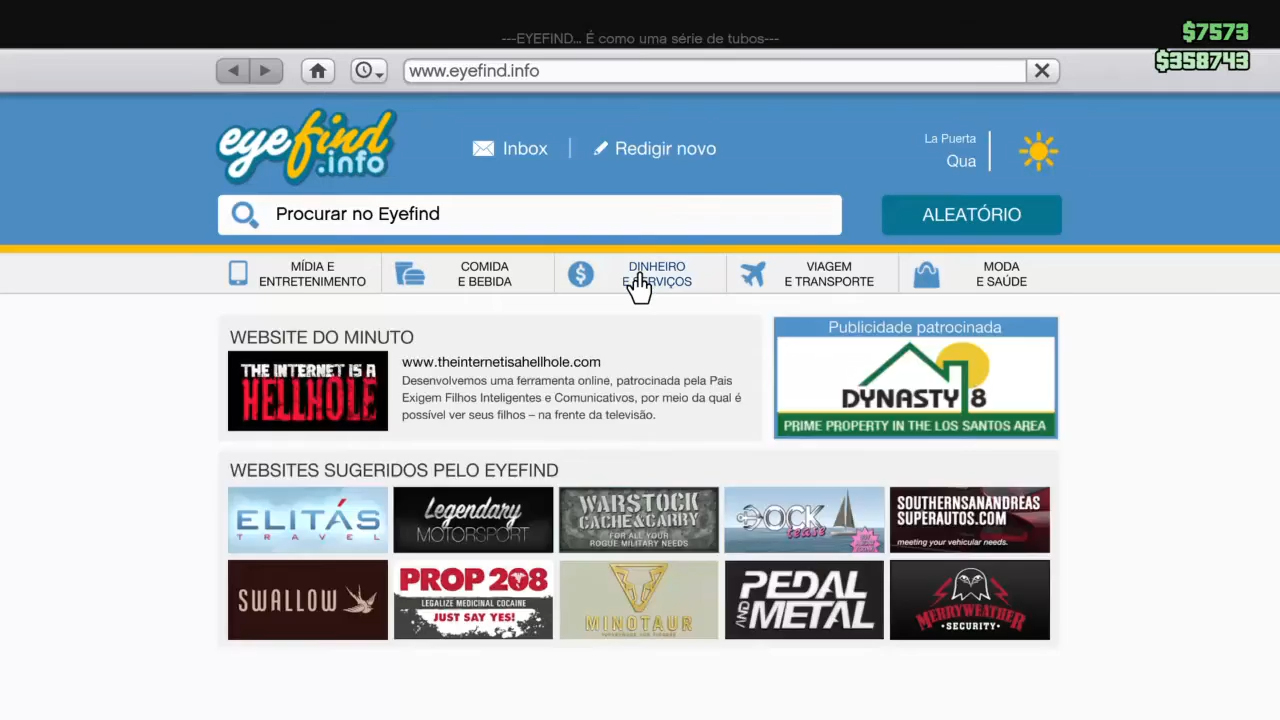 ---EYEFIND... É como uma série de tubos---
$7573
$358743
www.eyefind.info
eyefind
.info
Inbox
Redigir novo
La Puerta
Qua
Procurar no Eyefind
ALEATÓRIO
MÍDIA E
ENTRETENIMENTO
COMIDA
E BEBIDA
DINHEIRO
E SERVIÇOS
VIAGEM
E TRANSPORTE
MODA
E SAÚDE
WEBSITE DO MINUTO
THE INTERNET IS A
HELLHOLE
www.theinternetisahellhole.com
Desenvolvemos uma ferramenta online, patrocinada pela Pais
Exigem Filhos Inteligentes e Comunicativos, por meio da qual é
possível ver seus filhos – na frente da televisão.
Publicidade patrocinada
DYNASTY 8
PRIME PROPERTY IN THE LOS SANTOS AREA
WEBSITES SUGERIDOS PELO EYEFIND
ELITÁS
TRAVEL
Legendary
MOTORSPORT
WARSTOCK
CACHE & CARRY
FOR ALL YOUR
ROGUE MILITARY NEEDS
DOCK
tease
SOUTHERNSANANDREAS
SUPERAUTOS.COM
meeting your vehicular needs.
SWALLOW
PROP 208
LEGALIZE MEDICINAL COCAINE
JUST SAY YES!
MINOTAUR
PEDAL
AND METAL
MERRYWEATHER
•SECURITY•